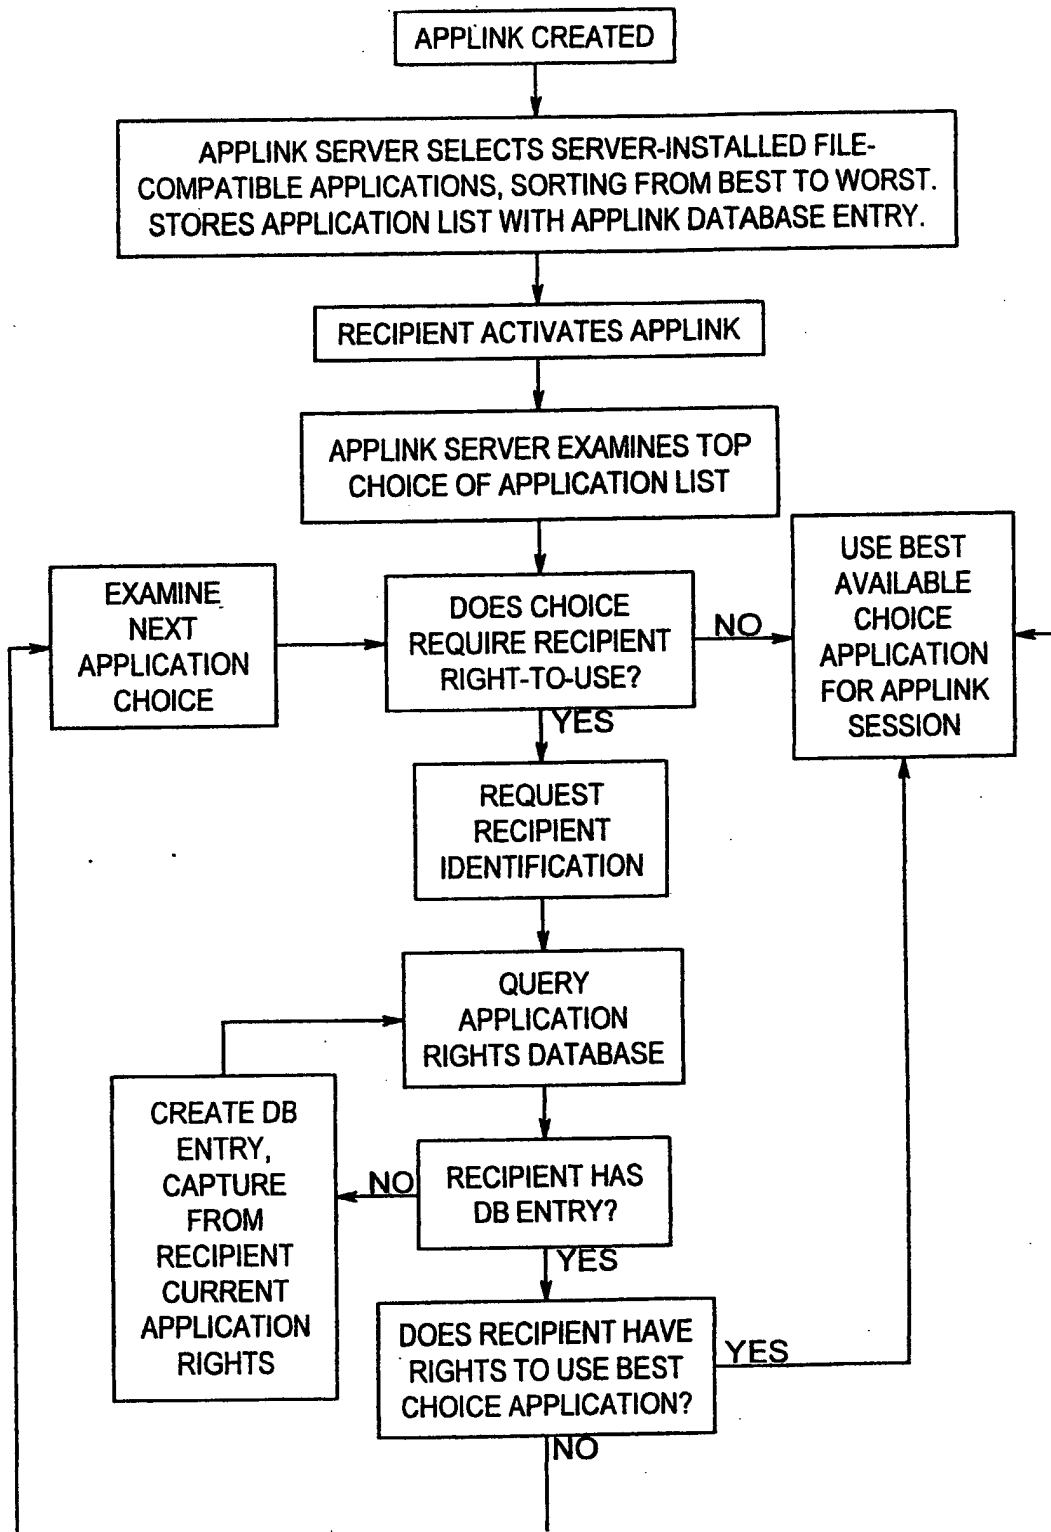 APPLINK CREATED
APPLINK SERVER SELECTS SERVER-INSTALLED FILE-
COMPATIBLE APPLICATIONS, SORTING FROM BEST TO WORST.
STORES APPLICATION LIST WITH APPLINK DATABASE ENTRY.
RECIPIENT ACTIVATES APPLINK
APPLINK SERVER EXAMINES TOP
CHOICE OF APPLICATION LIST
EXAMINE
NEXT
APPLICATION
CHOICE
DOES CHOICE
REQUIRE RECIPIENT
RIGHT-TO-USE?
NO
USE BEST
AVAILABLE
CHOICE
APPLICATION
FOR APPLINK
SESSION
YES
REQUEST
RECIPIENT
IDENTIFICATION
QUERY
APPLICATION
RIGHTS DATABASE
CREATE DB
ENTRY,
CAPTURE
FROM
RECIPIENT
CURRENT
APPLICATION
RIGHTS
NO
RECIPIENT HAS
DB ENTRY?
YES
DOES RECIPIENT HAVE
RIGHTS TO USE BEST
CHOICE APPLICATION?
YES
NO